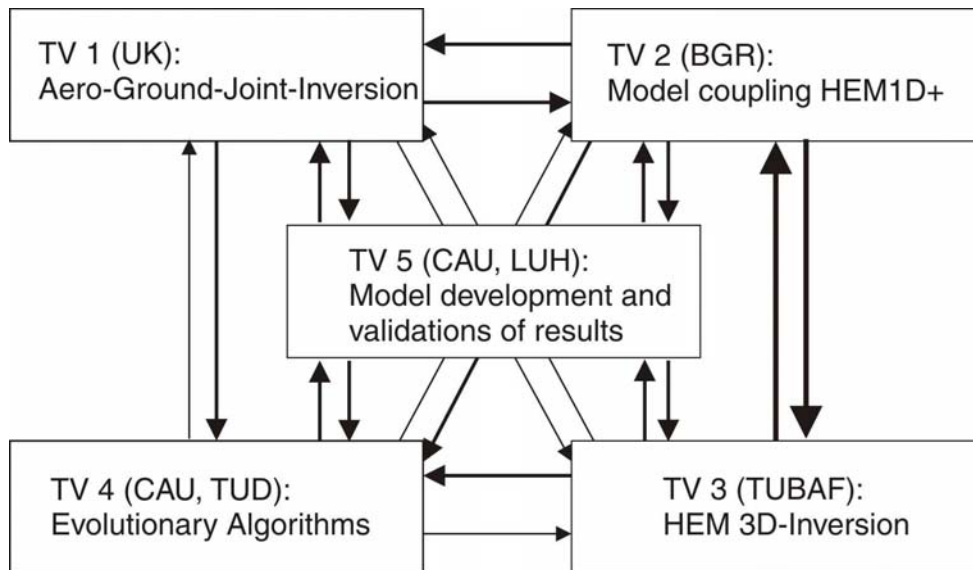 TV 1 (UK):
Aero-Ground-Joint-Inversion
TV 2 (BGR):
Model coupling HEM1D+
TV 5 (CAU, LUH):
Model development and
validations of results
TV 4 (CAU, TUD):
Evolutionary Algorithms
TV 3 (TUBAF):
HEM 3D-Inversion